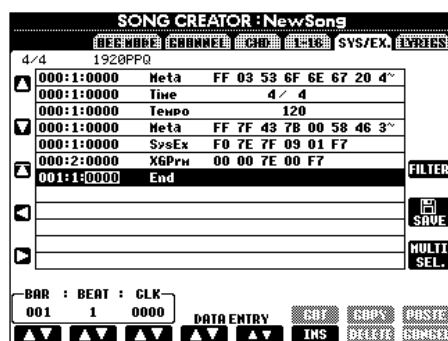 SONG CREATOR : NewSong
REC MODE CHANNEL CHD 1-16 SYS/EX. LYRICS
4/4 1920PPQ
000:1:0000 Meta FF 03 53 6F 6E 67 20 4~
000:1:0000 Time 4/ 4
000:1:0000 Tempo 120
000:1:0000 Meta FF 7F 43 7B 00 58 46 3~
000:1:0000 SysEx F0 7E 7F 09 01 F7
000:2:0000 XGPrm 00 00 7E 00 F7
001:1:0000 End
FILTER
SAVE
MULTI SEL.
BAR : BEAT : CLK
001 1 0000
DATA ENTRY
CUT COPY PASTE
INS DELETE CANCEL